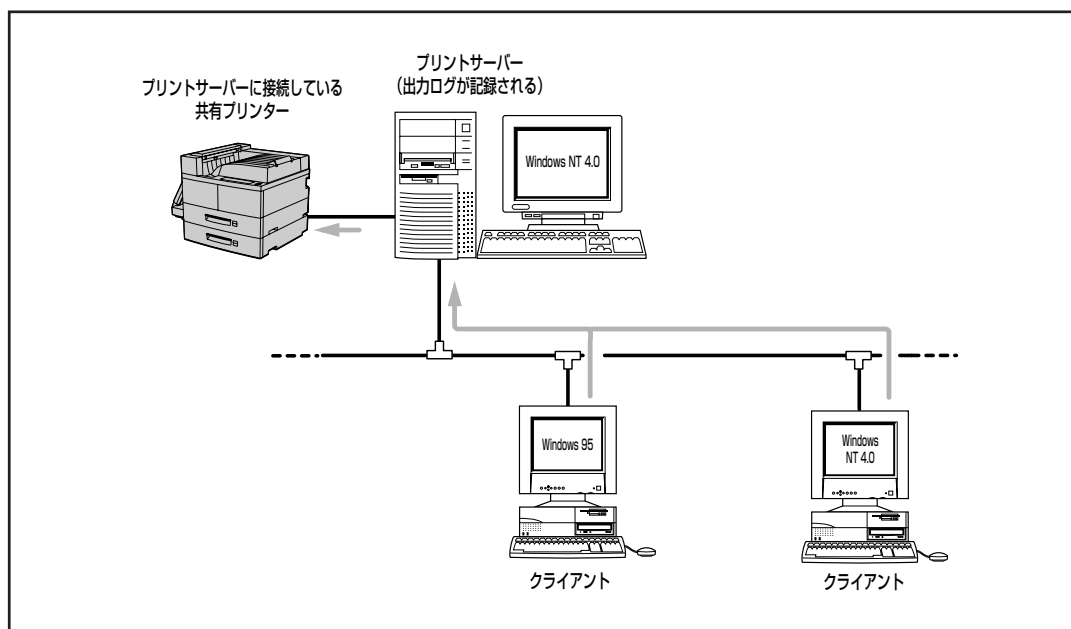 プリントサーバーに接続している
共有プリンター
プリントサーバー
(出力ログが記録される)
Windows NT 4.0
Windows 95
Windows
NT 4.0
クライアント
クライアント